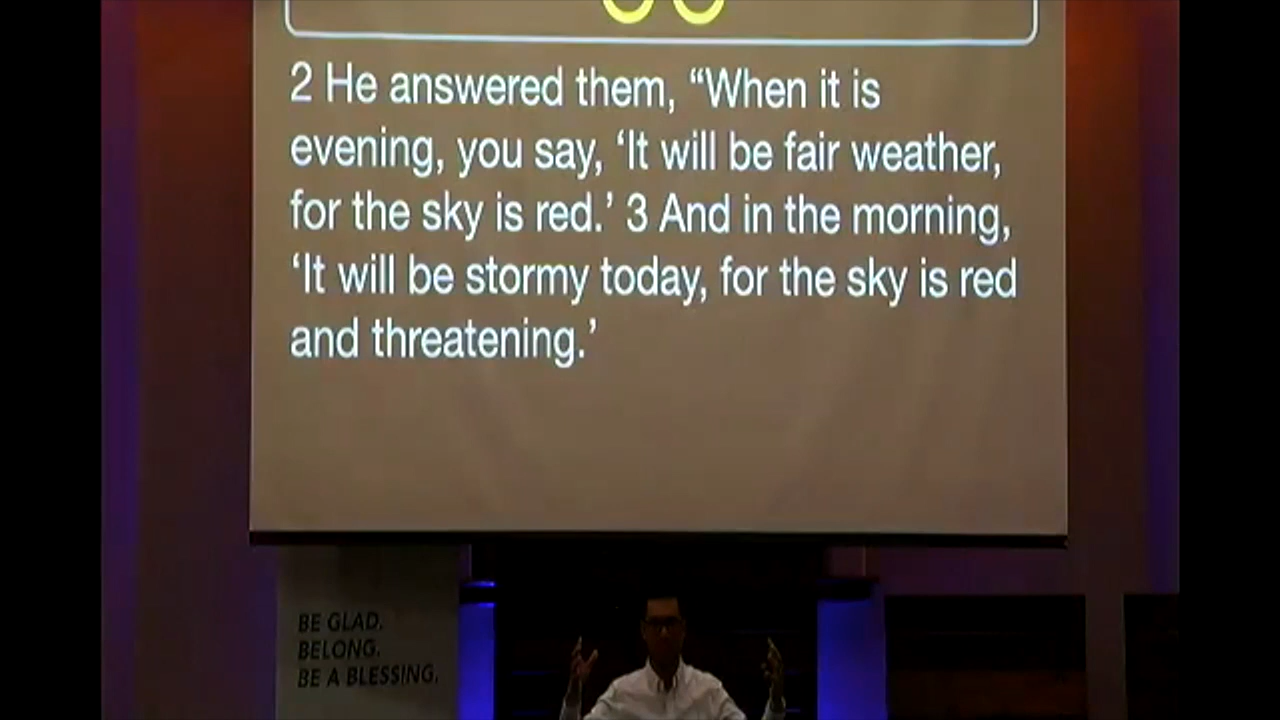 2 He answered them, “When it is
evening, you say, ‘It will be fair weather,
for the sky is red.’ 3 And in the morning,
‘It will be stormy today, for the sky is red
and threatening.’
BE GLAD.
BELONG.
BE A BLESSING.